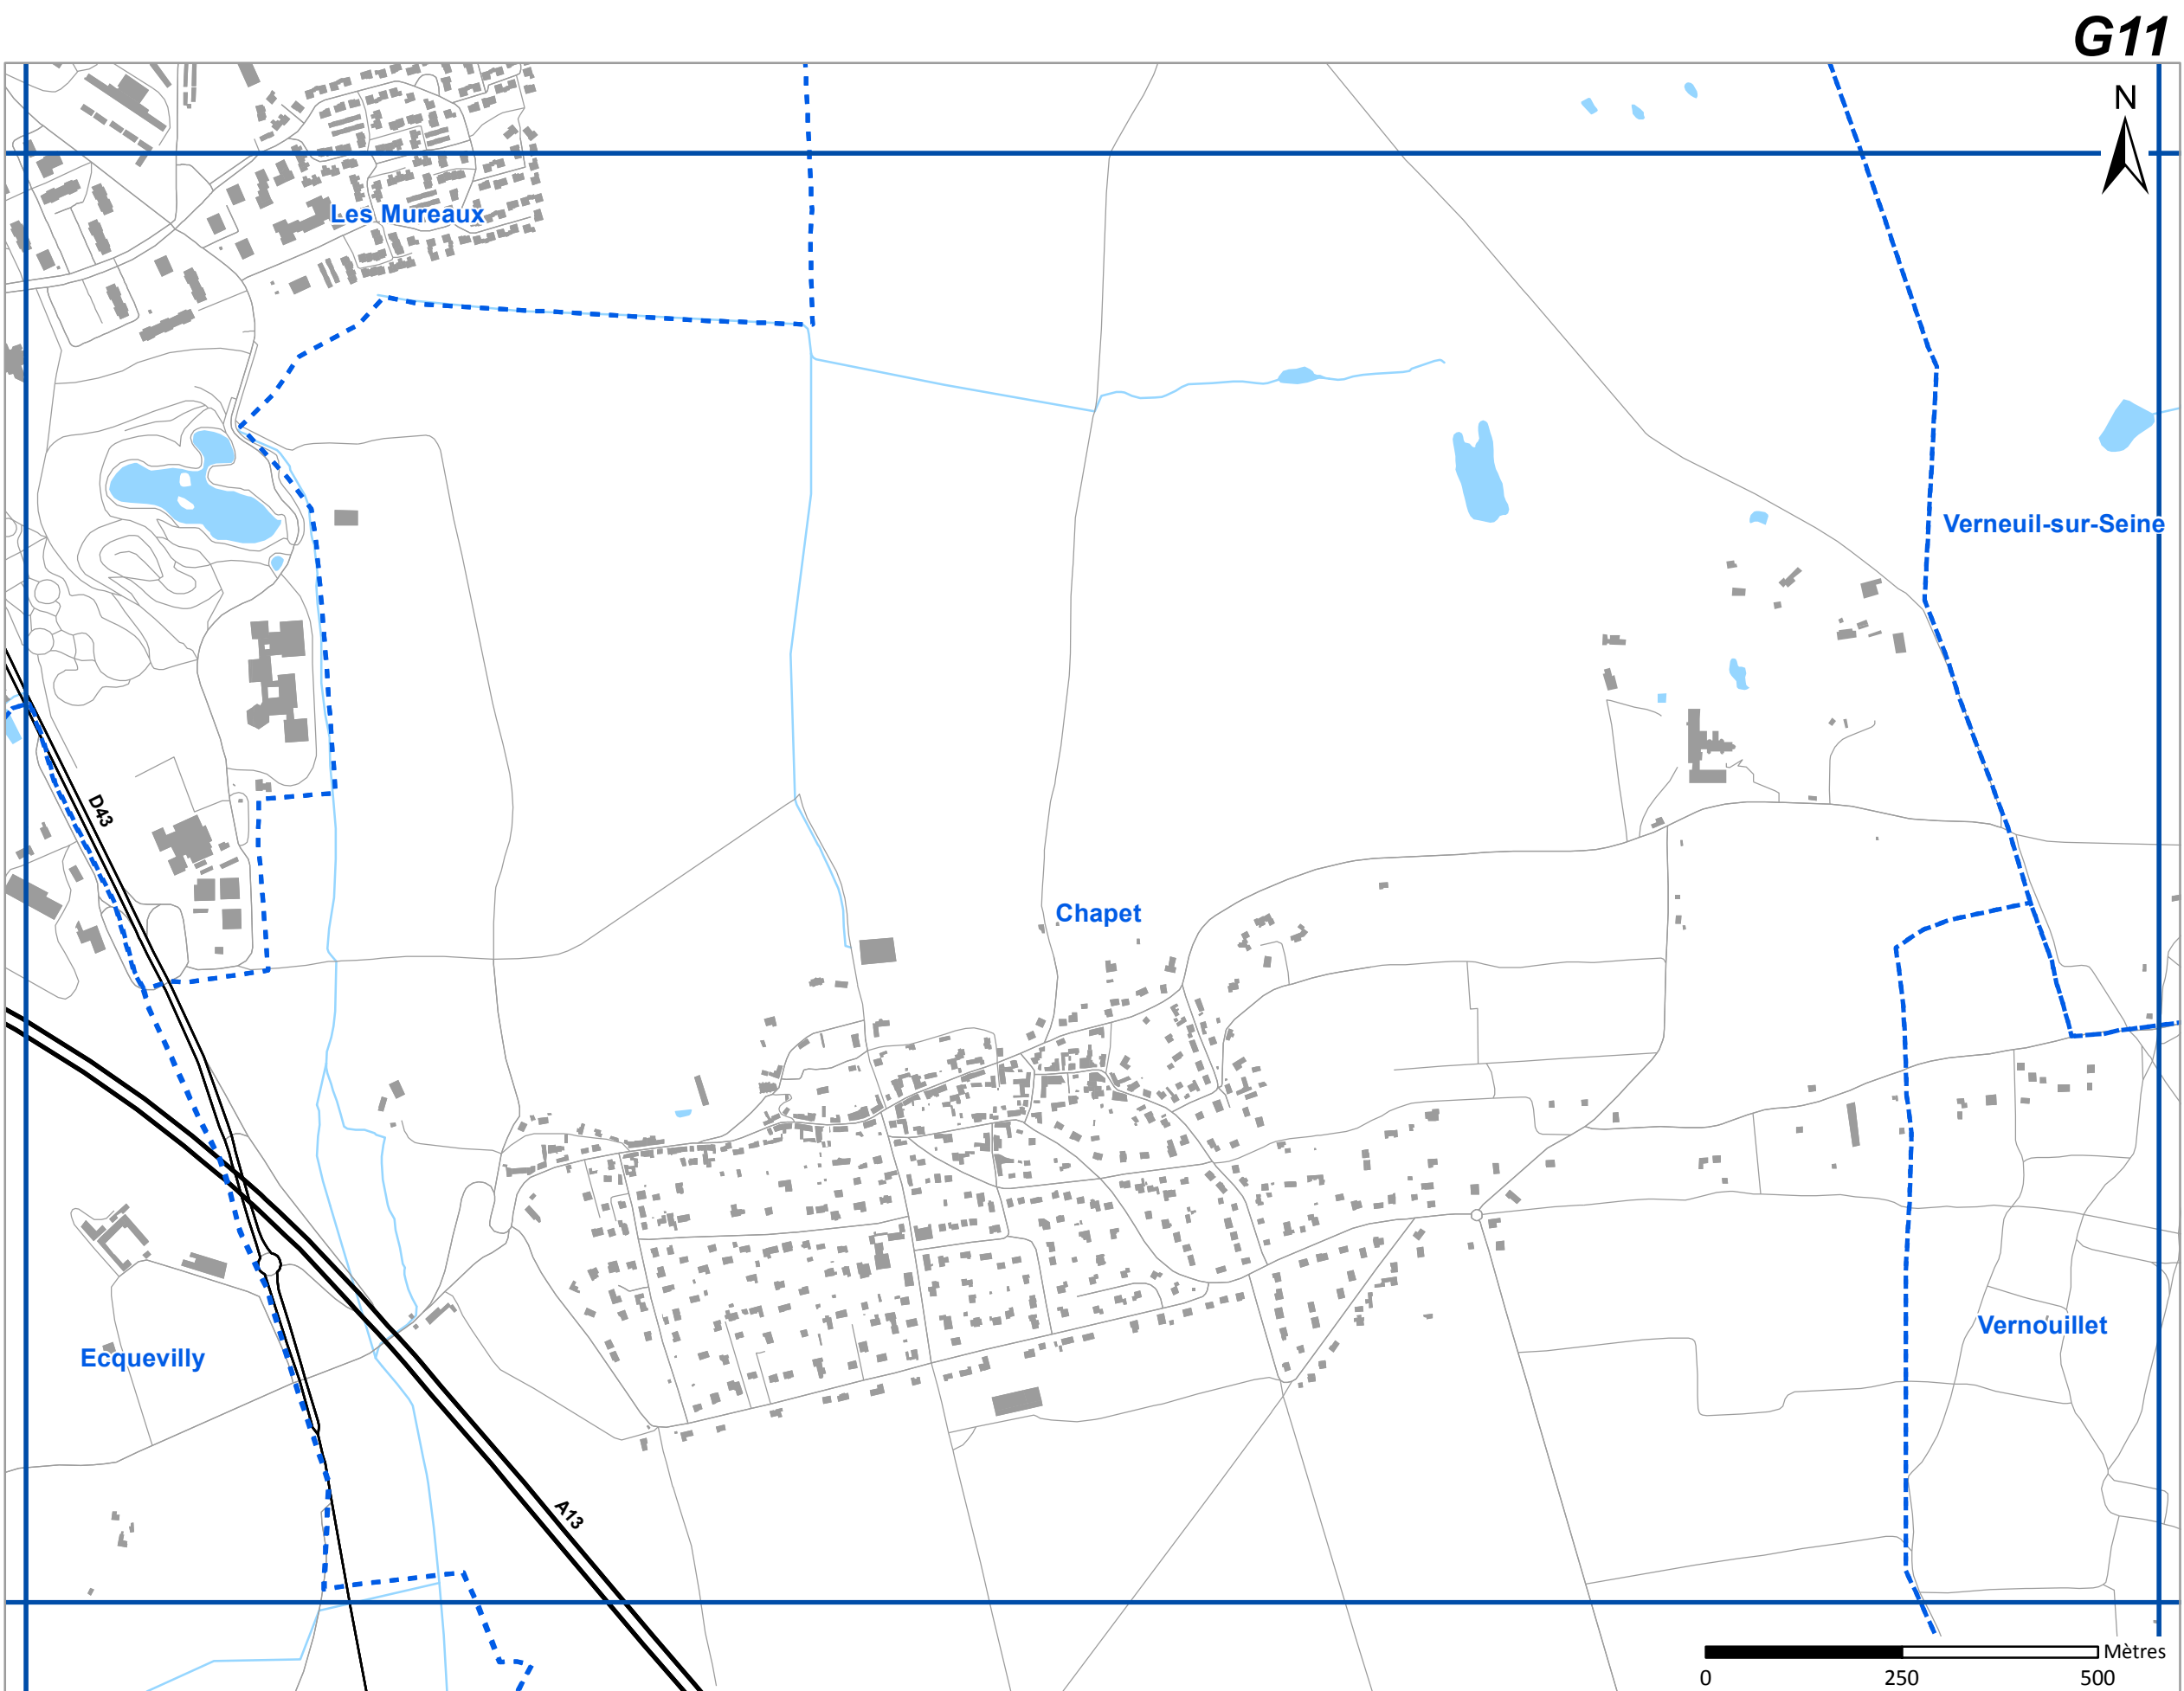 G11
N
Les Mureaux
Verneuil-sur-Seine
D43
Chapet
Vernouillet
Ecquevilly
A13
Mètres
0 250 500